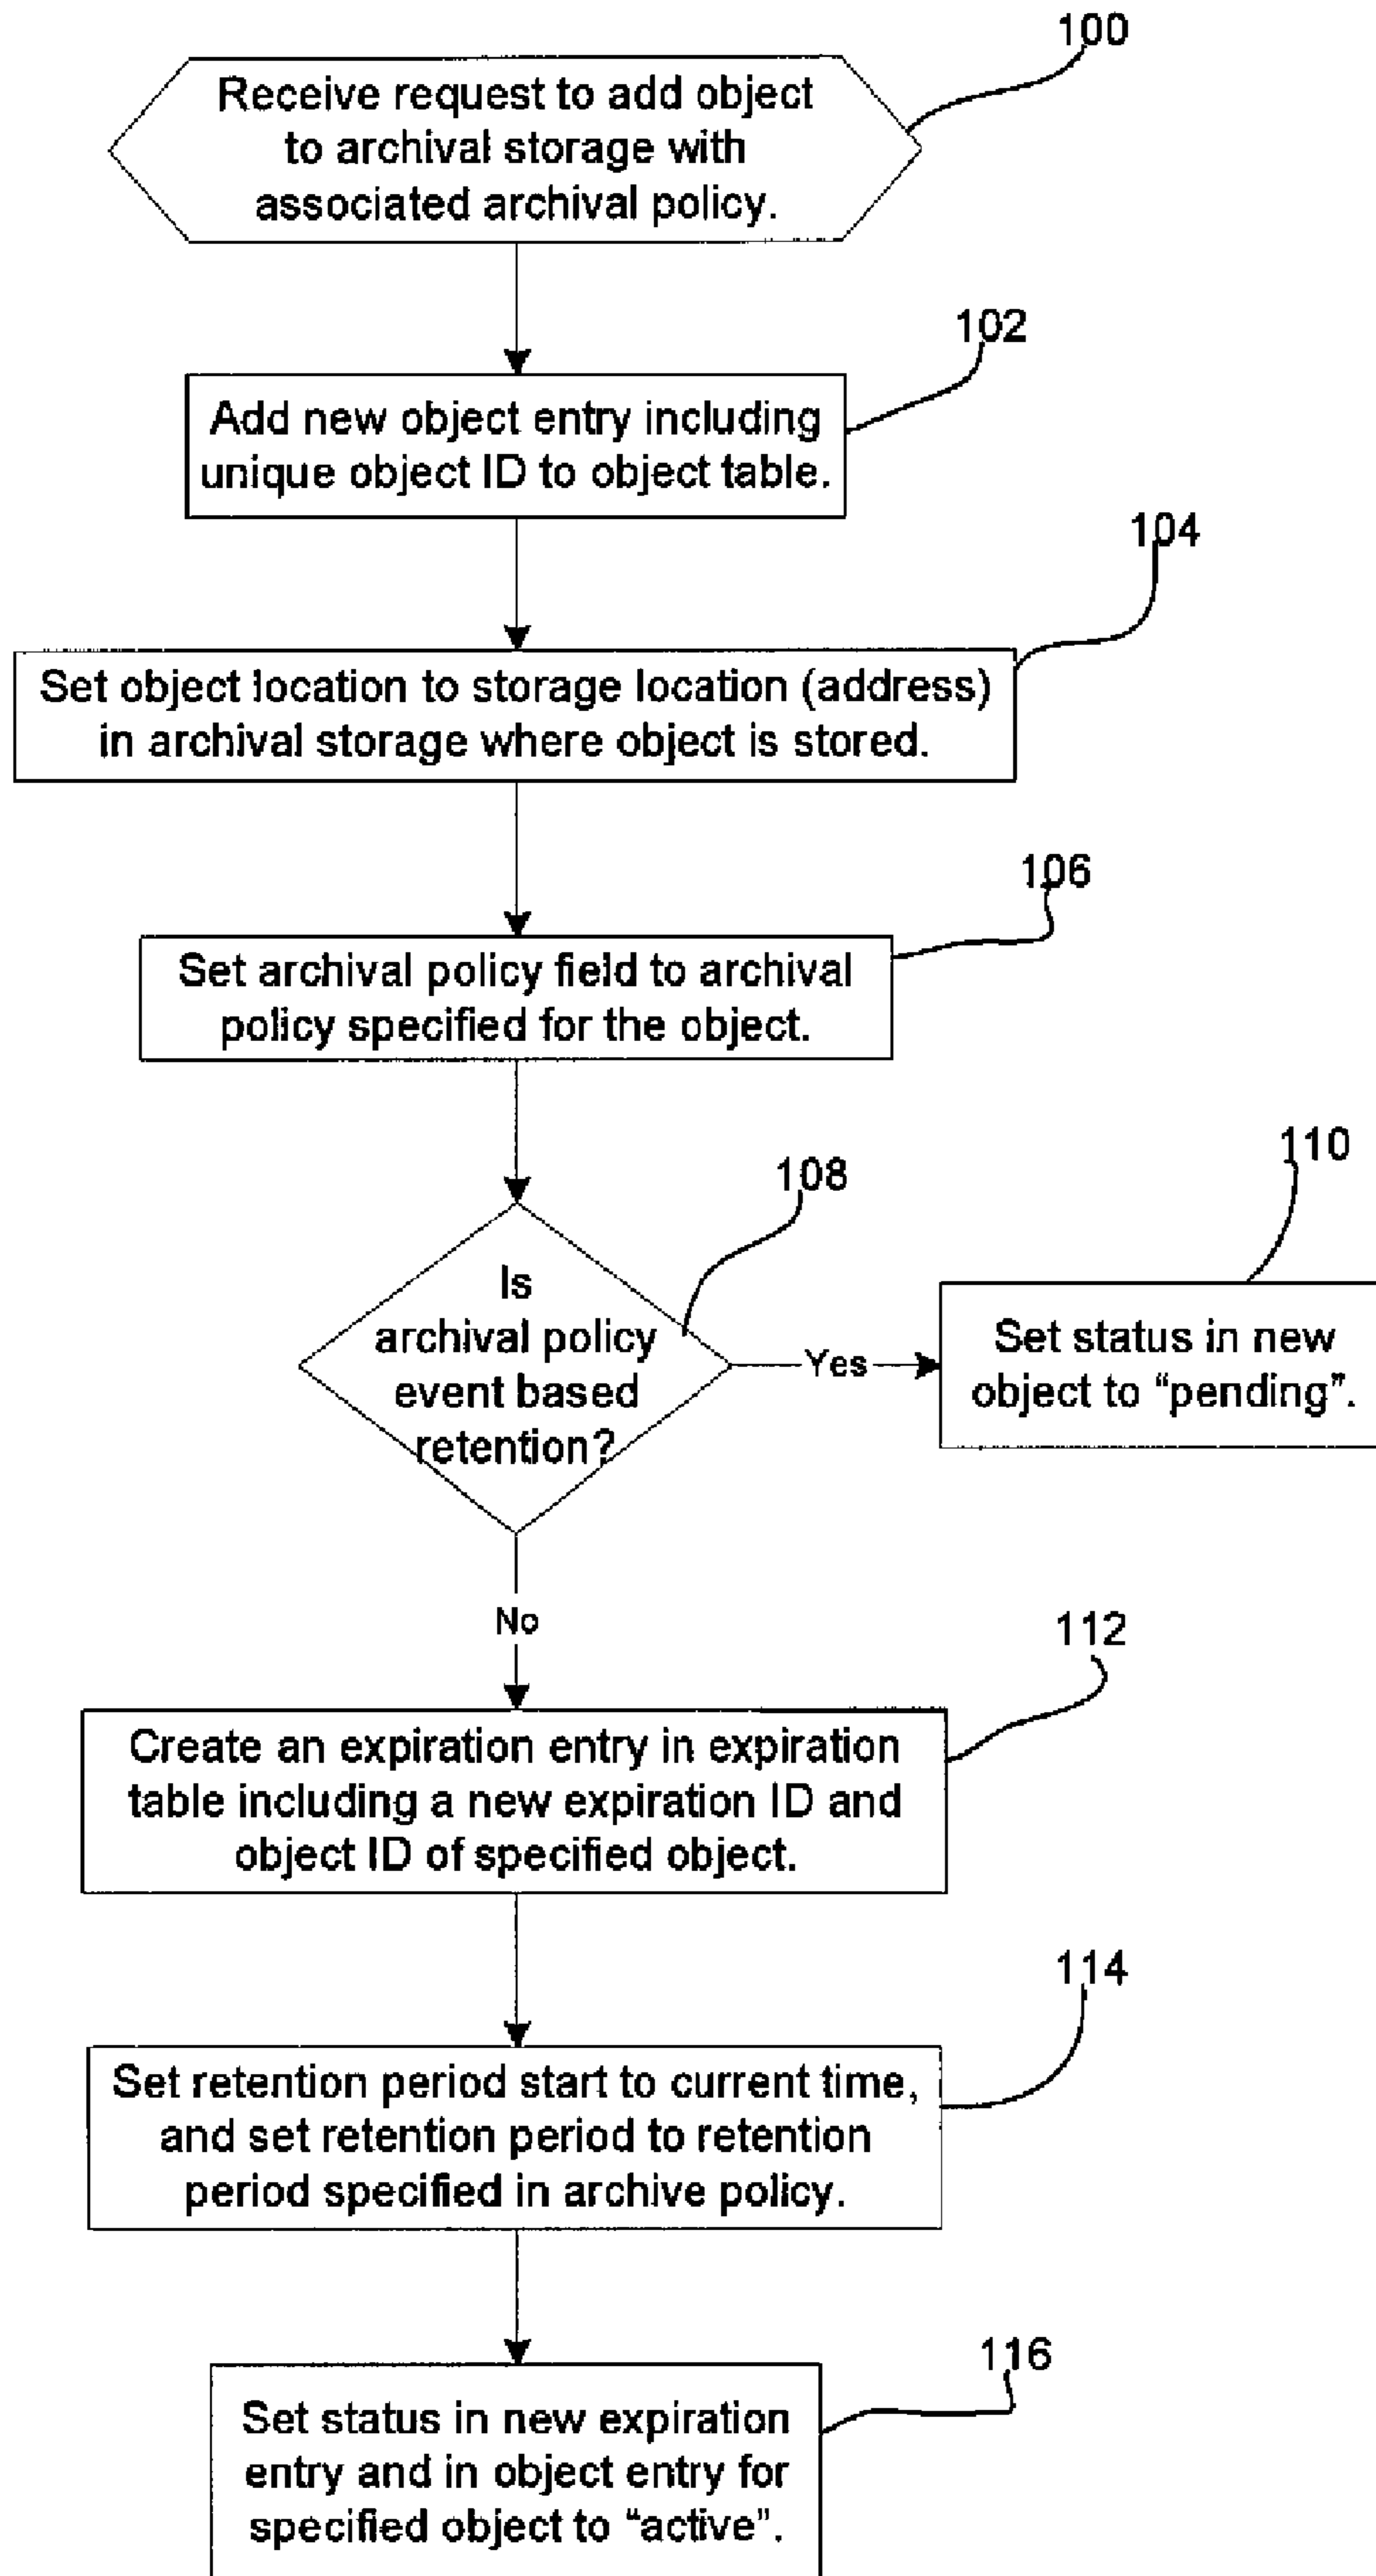 100
Receive request to add object
to archival storage with
associated archival policy.
102
Add new object entry including
unique object ID to object table.
104
Set object location to storage location (address)
in archival storage where object is stored.
106
Set archival policy field to archival
policy specified for the object.
108
Is
archival policy
event based
retention?
Yes
110
Set status in new
object to “pending”.
No
112
Create an expiration entry in expiration
table including a new expiration ID and
object ID of specified object.
114
Set retention period start to current time,
and set retention period to retention
period specified in archive policy.
116
Set status in new expiration
entry and in object entry for
specified object to “active”.